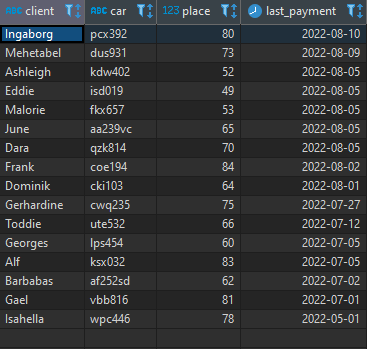 ABC client ABC car 123 place last_payment
Ingaborg pcx392 80 2022-08-10
Mehetabel dus931 73 2022-08-09
Ashleigh kdw402 52 2022-08-05
Eddie isd019 49 2022-08-05
Malorie fkx657 53 2022-08-05
June aa239vc 65 2022-08-05
Dara qzk814 70 2022-08-05
Frank coe194 84 2022-08-02
Dominik cki103 64 2022-08-01
Gerhardine cwq235 75 2022-07-27
Toddie ute532 66 2022-07-12
Georges lps454 60 2022-07-05
Alf ksx032 83 2022-07-05
Barbabas af252sd 62 2022-07-02
Gael vbb816 81 2022-07-01
Isahella wpc446 78 2022-05-01